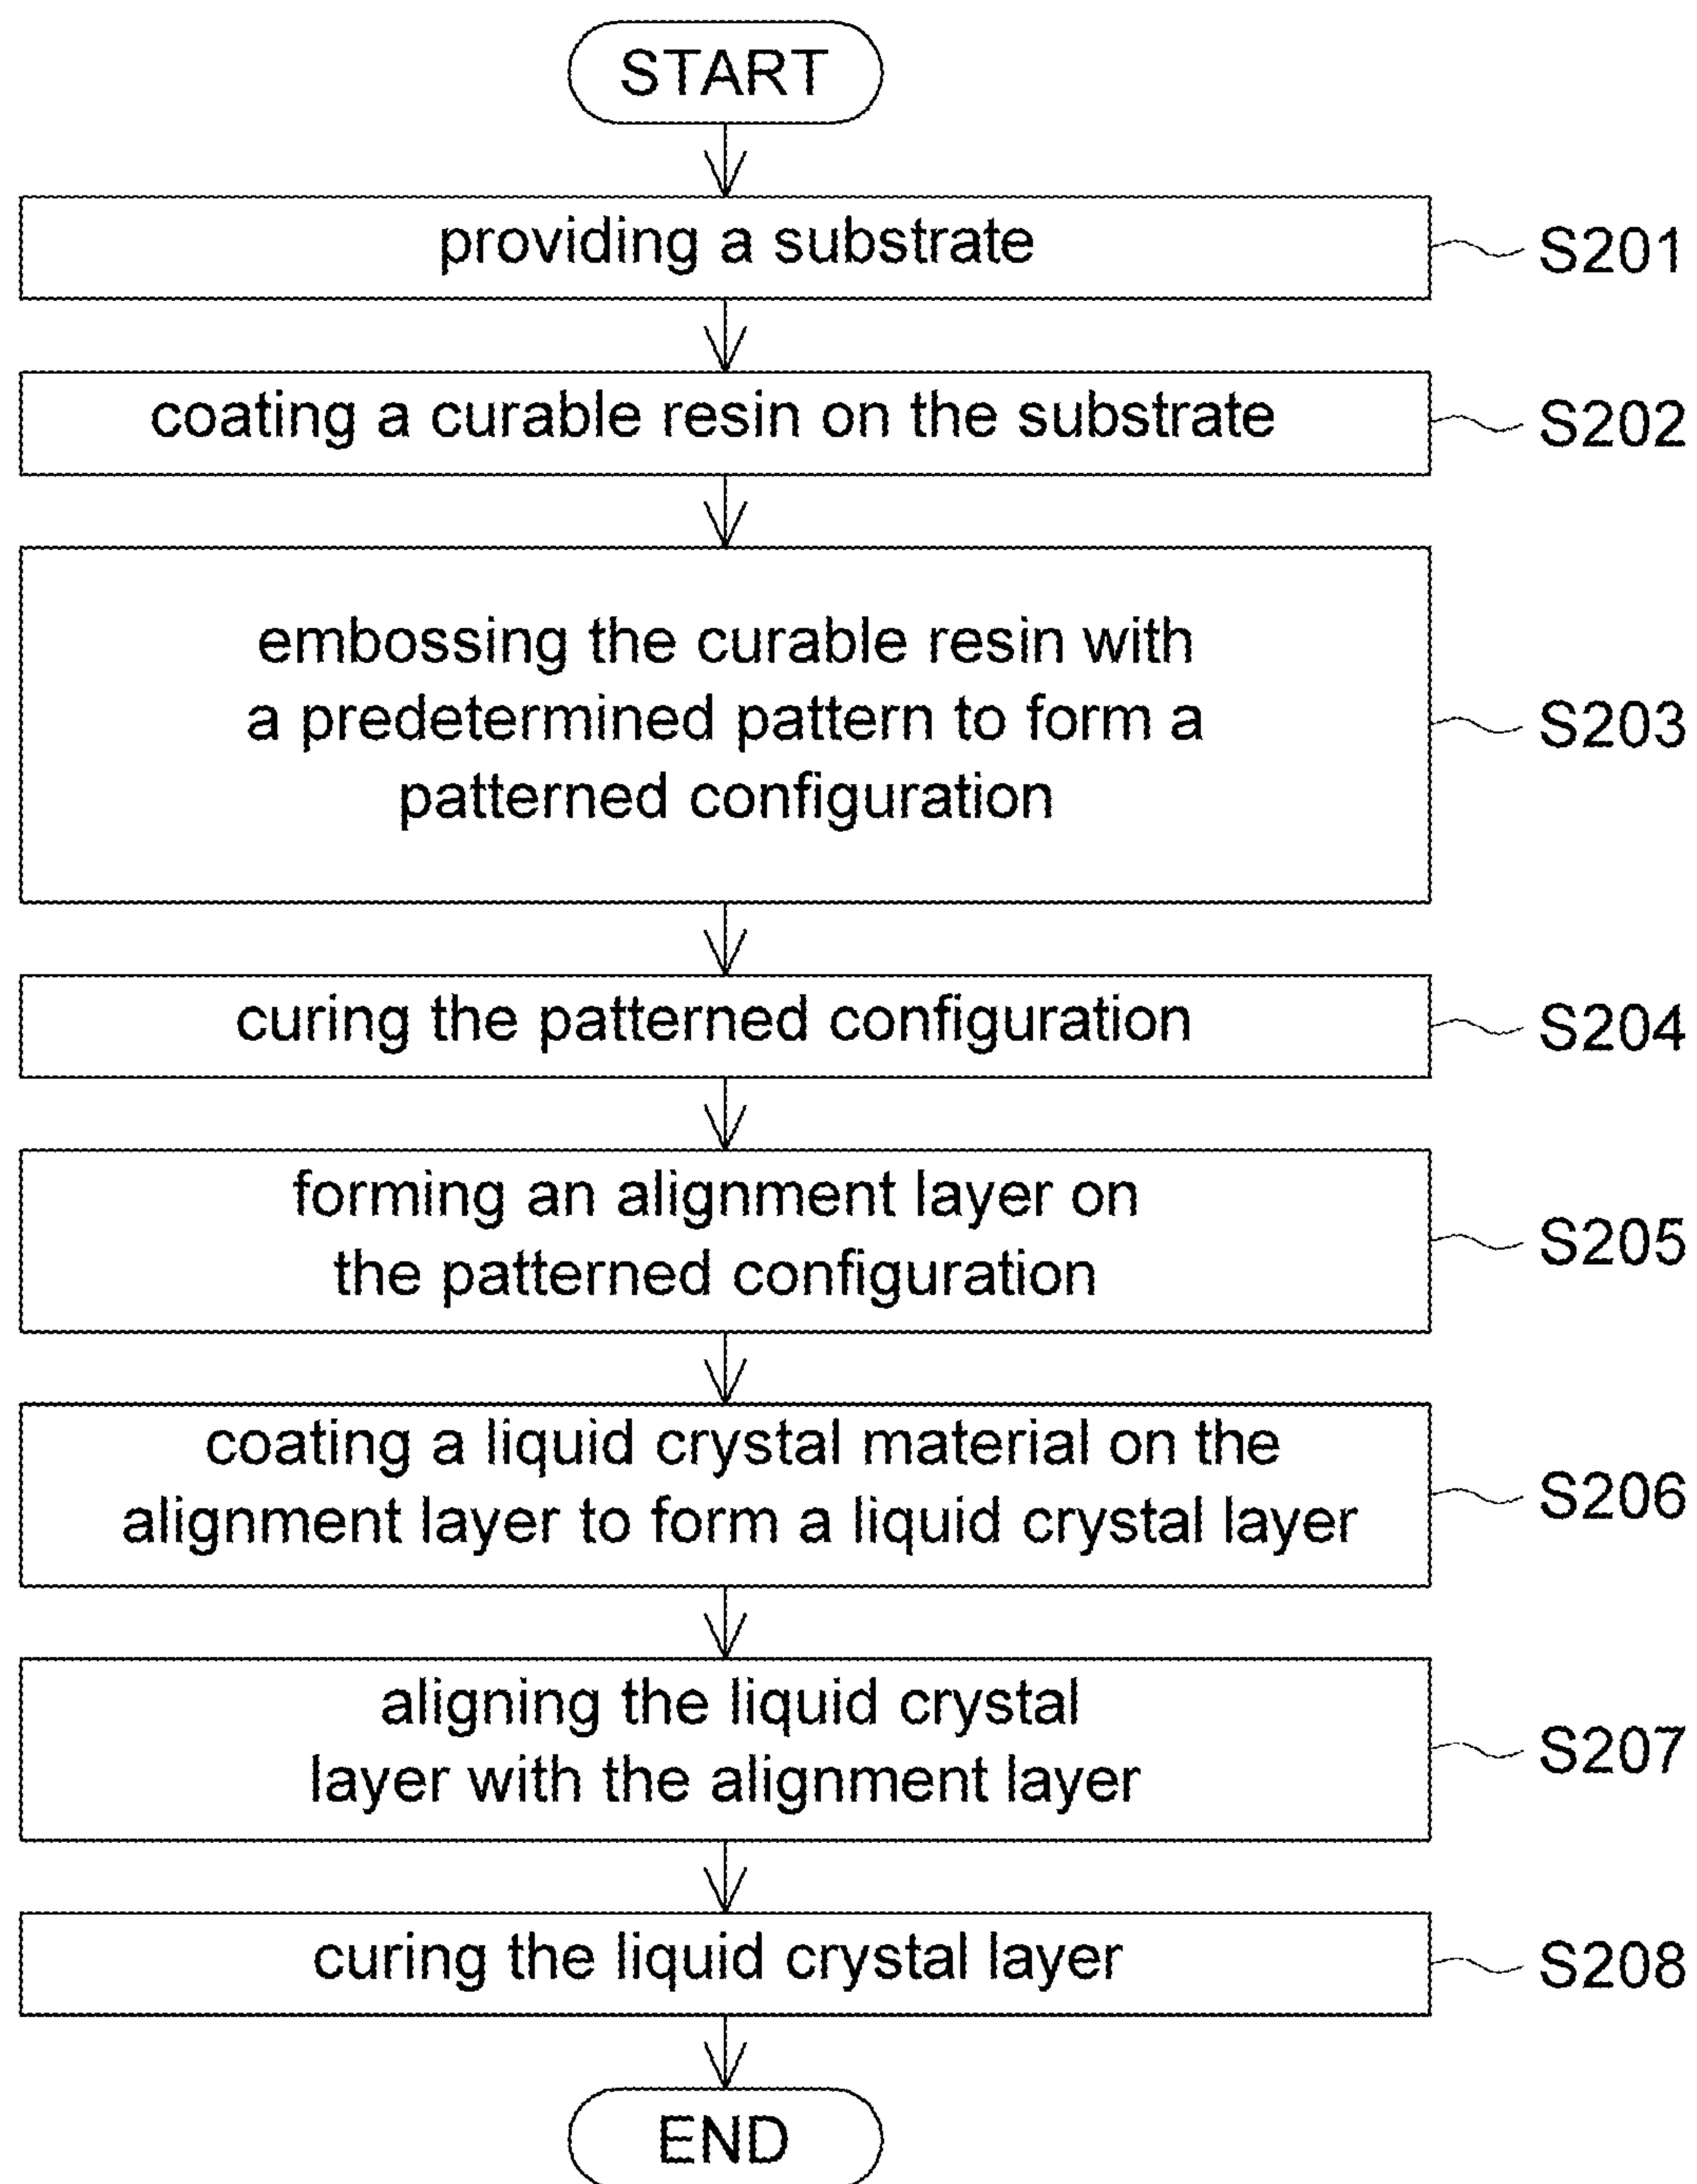 START
providing a substrate
S201
coating a curable resin on the substrate
S202
embossing the curable resin with
a predetermined pattern to form a
patterned configuration
S203
curing the patterned configuration
S204
forming an alignment layer on
the patterned configuration
S205
coating a liquid crystal material on the
alignment layer to form a liquid crystal layer
S206
aligning the liquid crystal
layer with the alignment layer
S207
curing the liquid crystal layer
S208
END